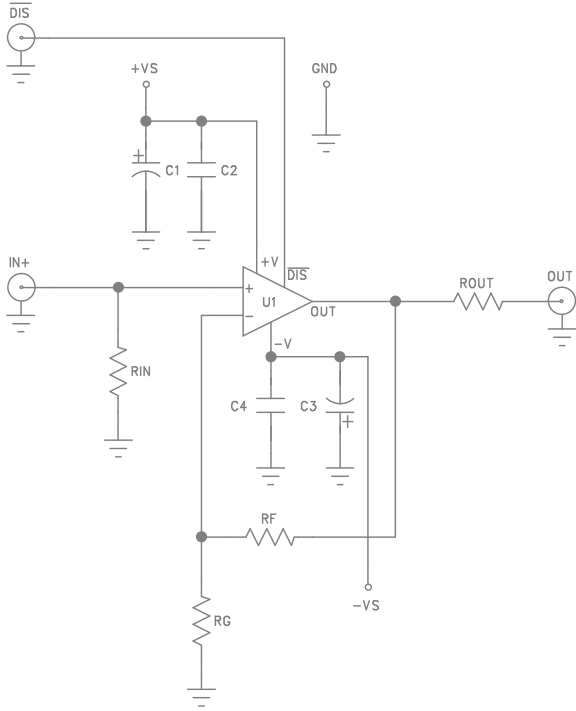 DIS
+VS
GND
+
C1
C2
IN+
+V
DIS
+
−
U1
OUT
ROUT
OUT
RIN
−V
C4
C3
+
RF
−VS
RG